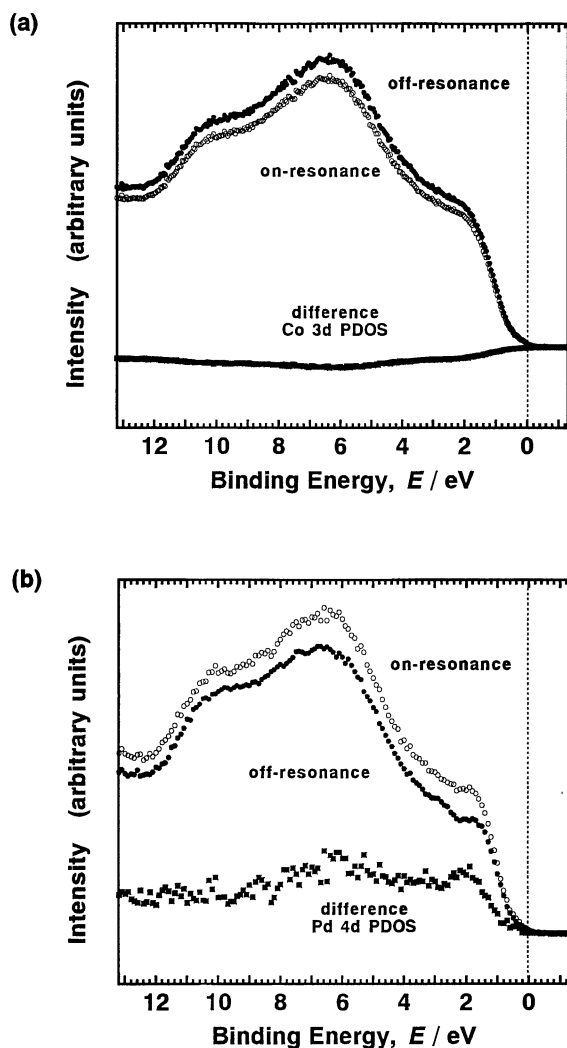 (a)
Intensity (arbitrary units)
off-resonance
on-resonance
difference
Co 3d PDOS
12 10 8 6 4 2 0
Binding Energy, E / eV
(b)
Intensity (arbitrary units)
on-resonance
off-resonance
difference
Pd 4d PDOS
12 10 8 6 4 2 0
Binding Energy, E / eV